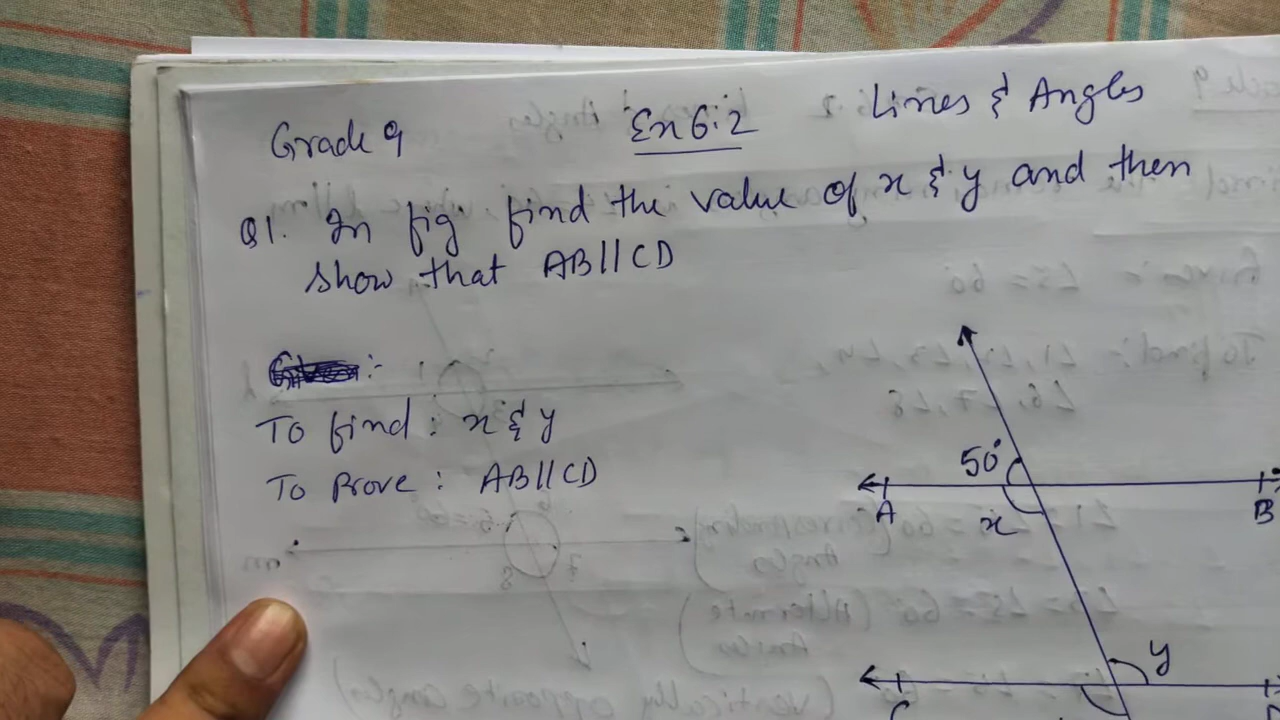 Grade 9 Ex 6:2 Lines & Angles
Q1. In fig. find the value of x & y and then
show that AB||CD
To find : x & y
To Prove : AB||CD
50°
A
B
x
y
C